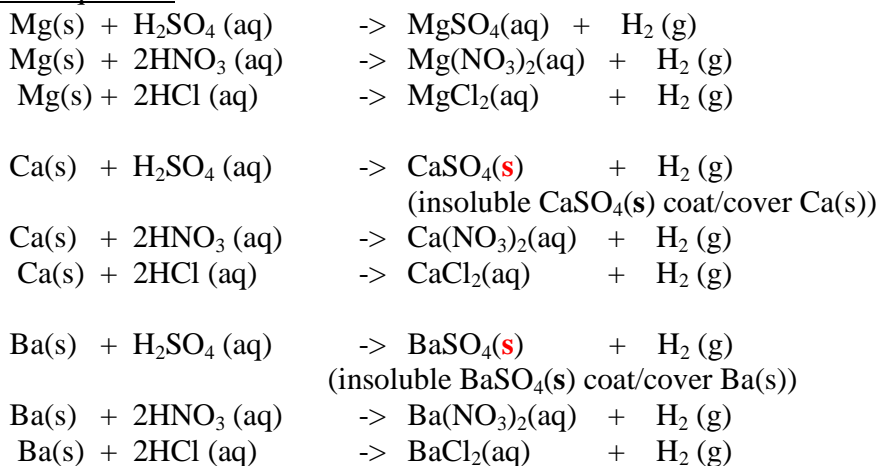 Mg(s) + H₂SO₄ (aq) -> MgSO₄(aq) + H₂ (g)
Mg(s) + 2HNO₃ (aq) -> Mg(NO₃)₂(aq) + H₂ (g)
Mg(s) + 2HCl (aq) -> MgCl₂(aq) + H₂ (g)
Ca(s) + H₂SO₄ (aq) -> CaSO₄(s) + H₂ (g)
(insoluble CaSO₄(s) coat/cover Ca(s))
Ca(s) + 2HNO₃ (aq) -> Ca(NO₃)₂(aq) + H₂ (g)
Ca(s) + 2HCl (aq) -> CaCl₂(aq) + H₂ (g)
Ba(s) + H₂SO₄ (aq) -> BaSO₄(s) + H₂ (g)
(insoluble BaSO₄(s) coat/cover Ba(s))
Ba(s) + 2HNO₃ (aq) -> Ba(NO₃)₂(aq) + H₂ (g)
Ba(s) + 2HCl (aq) -> BaCl₂(aq) + H₂ (g)